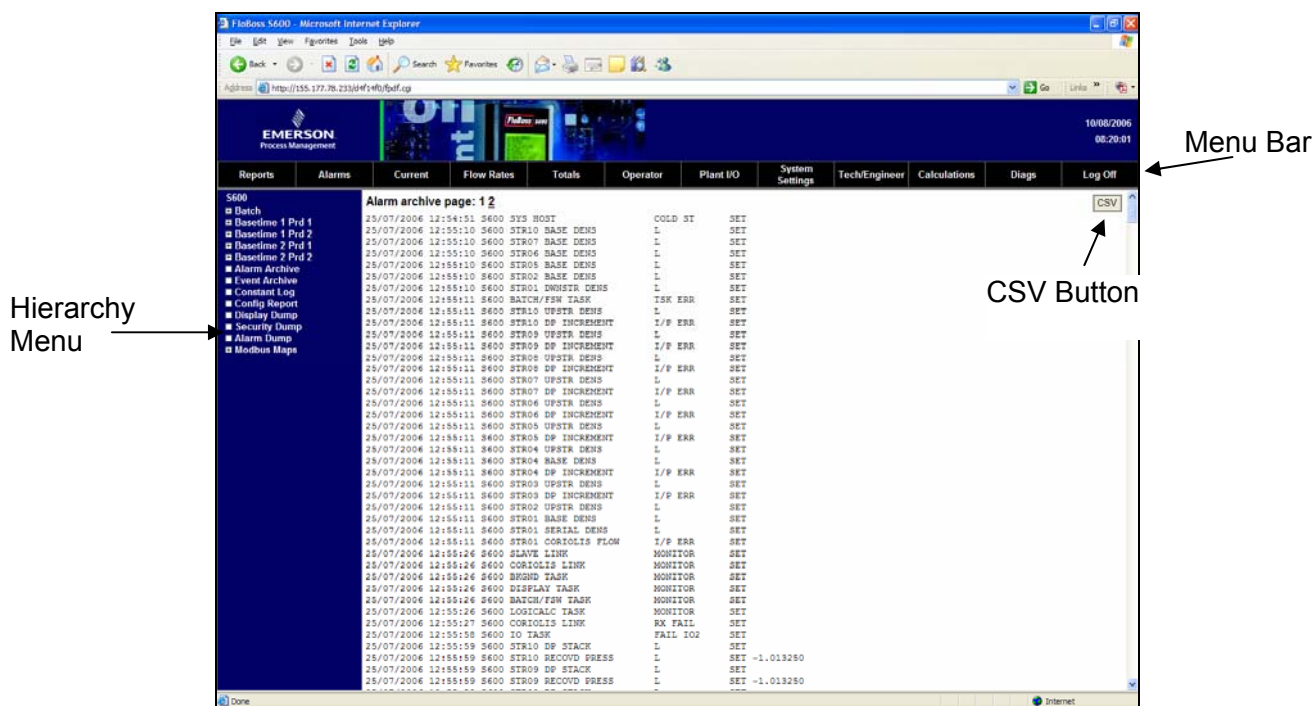 FloBoss S600 - Microsoft Internet Explorer
File Edit View Favorites Tools Help
Back Search Favorites
Address http://155.177.78.233/d4f14f0/fpdf.cgi Go Links »
EMERSON
Process Management
FloBoss S600
10/08/2006
08:20:01
Menu Bar
Reports Alarms Current Flow Rates Totals Operator Plant I/O System Settings Tech/Engineer Calculations Diags Log Off
S600
Batch
Basetime 1 Prd 1
Basetime 1 Prd 2
Basetime 2 Prd 1
Basetime 2 Prd 2
Alarm Archive
Event Archive
Constant Log
Config Report
Display Dump
Security Dump
Alarm Dump
Modbus Maps
Hierarchy
Menu
Alarm archive page: 1 2
CSV
CSV Button
25/07/2006 12:54:51 S600 SYS HOST COLD ST SET
25/07/2006 12:55:10 S600 STR10 BASE DENS L SET
25/07/2006 12:55:10 S600 STR07 BASE DENS L SET
25/07/2006 12:55:10 S600 STR06 BASE DENS L SET
25/07/2006 12:55:10 S600 STR05 BASE DENS L SET
25/07/2006 12:55:10 S600 STR02 BASE DENS L SET
25/07/2006 12:55:10 S600 STR01 DWNSTR DENS L SET
25/07/2006 12:55:11 S600 BATCH/FSW TASK TSK ERR SET
25/07/2006 12:55:11 S600 STR10 UPSTR DENS L SET
25/07/2006 12:55:11 S600 STR10 DP INCREMENT I/P ERR SET
25/07/2006 12:55:11 S600 STR09 UPSTR DENS L SET
25/07/2006 12:55:11 S600 STR09 DP INCREMENT I/P ERR SET
25/07/2006 12:55:11 S600 STR08 UPSTR DENS L SET
25/07/2006 12:55:11 S600 STR08 DP INCREMENT I/P ERR SET
25/07/2006 12:55:11 S600 STR07 UPSTR DENS L SET
25/07/2006 12:55:11 S600 STR07 DP INCREMENT I/P ERR SET
25/07/2006 12:55:11 S600 STR06 UPSTR DENS L SET
25/07/2006 12:55:11 S600 STR06 DP INCREMENT I/P ERR SET
25/07/2006 12:55:11 S600 STR05 UPSTR DENS L SET
25/07/2006 12:55:11 S600 STR05 DP INCREMENT I/P ERR SET
25/07/2006 12:55:11 S600 STR04 UPSTR DENS L SET
25/07/2006 12:55:11 S600 STR04 BASE DENS L SET
25/07/2006 12:55:11 S600 STR04 DP INCREMENT I/P ERR SET
25/07/2006 12:55:11 S600 STR03 UPSTR DENS L SET
25/07/2006 12:55:11 S600 STR03 DP INCREMENT I/P ERR SET
25/07/2006 12:55:11 S600 STR02 UPSTR DENS L SET
25/07/2006 12:55:11 S600 STR01 BASE DENS L SET
25/07/2006 12:55:11 S600 STR01 SERIAL DENS L SET
25/07/2006 12:55:11 S600 STR01 CORIOLIS FLOW I/P ERR SET
25/07/2006 12:55:26 S600 SLAVE LINK MONITOR SET
25/07/2006 12:55:26 S600 CORIOLIS LINK MONITOR SET
25/07/2006 12:55:26 S600 BKGND TASK MONITOR SET
25/07/2006 12:55:26 S600 DISPLAY TASK MONITOR SET
25/07/2006 12:55:26 S600 BATCH/FSW TASK MONITOR SET
25/07/2006 12:55:26 S600 LOGICALC TASK MONITOR SET
25/07/2006 12:55:27 S600 CORIOLIS LINK RX FAIL SET
25/07/2006 12:55:58 S600 IO TASK FAIL IO2 SET
25/07/2006 12:55:59 S600 STR10 DP STACK L SET
25/07/2006 12:55:59 S600 STR10 RECOVD PRESS L SET -1.013250
25/07/2006 12:55:59 S600 STR09 DP STACK L SET
25/07/2006 12:55:59 S600 STR09 RECOVD PRESS L SET -1.013250
Done Internet